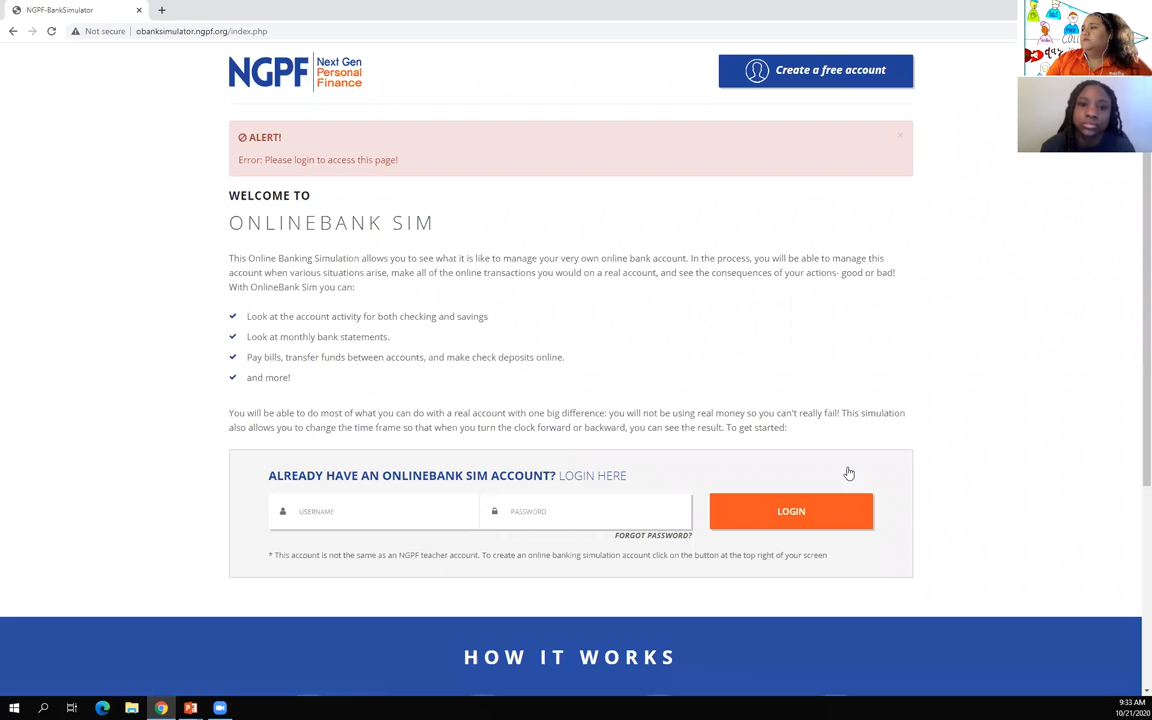 NGPF-BankSimulator
Not secure
obanksimulator.ngpf.org/index.php
NGPF
Next Gen
Personal
Finance
Create a free account
ALERT!
×
Error: Please login to access this page!
WELCOME TO
ONLINEBANK SIM
This Online Banking Simulation allows you to see what it is like to manage your very own online bank account. In the process, you will be able to manage this
account when various situations arise, make all of the online transactions you would on a real account, and see the consequences of your actions- good or bad!
With OnlineBank Sim you can:
Look at the account activity for both checking and savings
Look at monthly bank statements.
Pay bills, transfer funds between accounts, and make check deposits online.
and more!
You will be able to do most of what you can do with a real account with one big difference: you will not be using real money so you can't really fail! This simulation
also allows you to change the time frame so that when you turn the clock forward or backward, you can see the result. To get started:
ALREADY HAVE AN ONLINEBANK SIM ACCOUNT? LOGIN HERE
USERNAME
PASSWORD
LOGIN
FORGOT PASSWORD?
* This account is not the same as an NGPF teacher account. To create an online banking simulation account click on the button at the top right of your screen
HOW IT WORKS
9:33 AM
10/21/2020